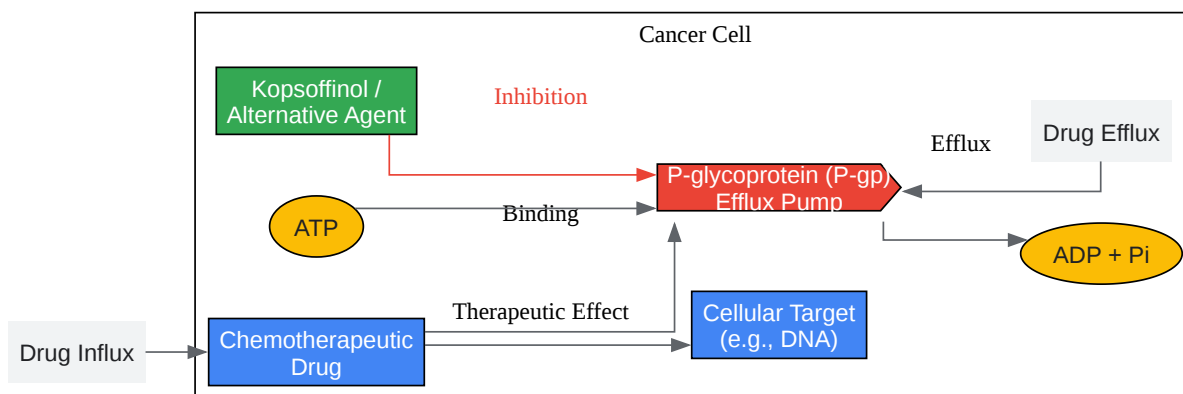 Cancer Cell
Kopsoffinol /
Alternative Agent
Inhibition
Drug Efflux
Efflux
P-glycoprotein (P-gp)
Efflux Pump
ATP
Binding
ADP + Pi
Therapeutic Effect
Cellular Target
(e.g., DNA)
Drug Influx
Chemotherapeutic
Drug